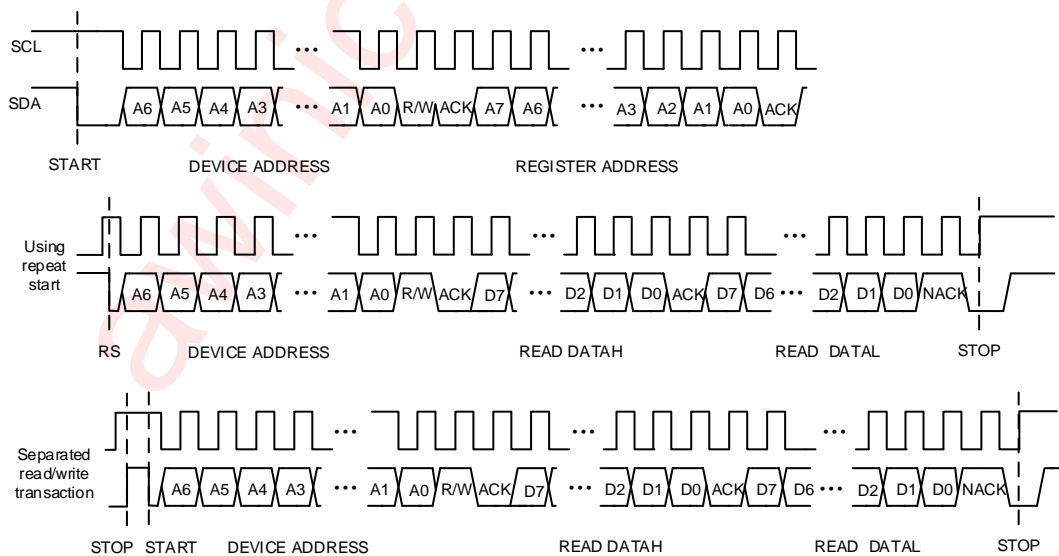 SCL
SDA
A6 A5 A4 A3 ••• A1 A0 R/W ACK A7 A6 ••• A3 A2 A1 A0 ACK
START DEVICE ADDRESS REGISTER ADDRESS
Using
repeat
start
A6 A5 A4 A3 ••• A1 A0 R/W ACK D7 ••• D2 D1 D0 ACK D7 D6 ••• D2 D1 D0 NACK
RS DEVICE ADDRESS READ DATAH READ DATAL STOP
Separated
read/write
transaction
A6 A5 A4 A3 ••• A1 A0 R/W ACK D7 ••• D2 D1 D0 ACK D7 D6 ••• D2 D1 D0 NACK
STOP START DEVICE ADDRESS READ DATAH READ DATAL STOP
awinic